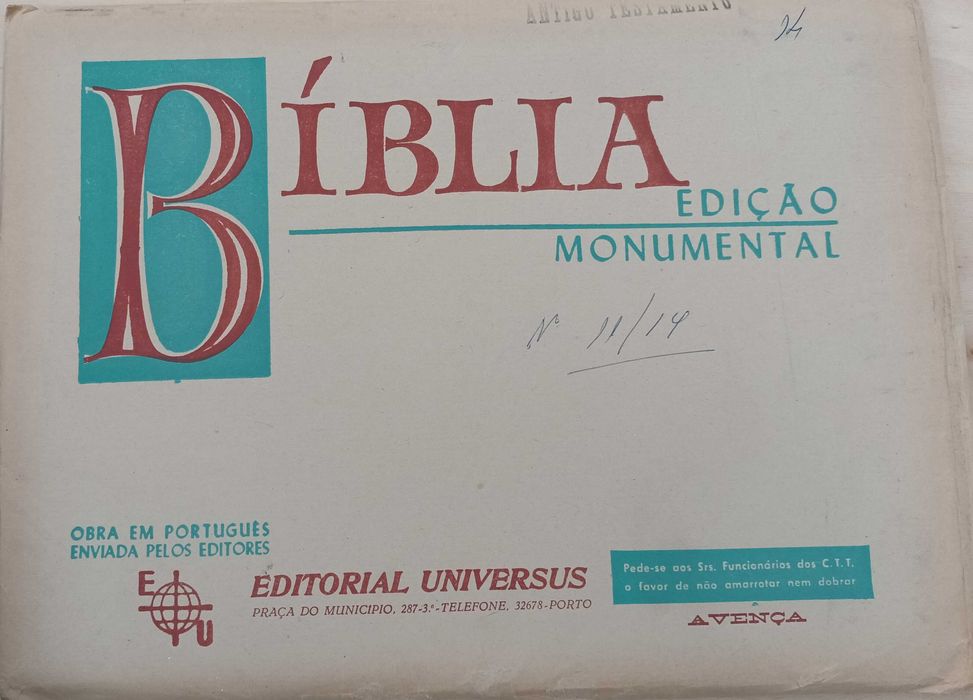 ANTIGO TESTAMENTO
BÍBLIA
EDIÇÃO
MONUMENTAL
Nº 11/14
OBRA EM PORTUGUÊS
ENVIADA PELOS EDITORES
E U
EDITORIAL UNIVERSUS
PRAÇA DO MUNICIPIO, 287-3.º-TELEFONE, 32678-PORTO
Pede-se aos Srs. Funcionários dos C.T.T.
o favor de não amarrotar nem dobrar
AVENÇA